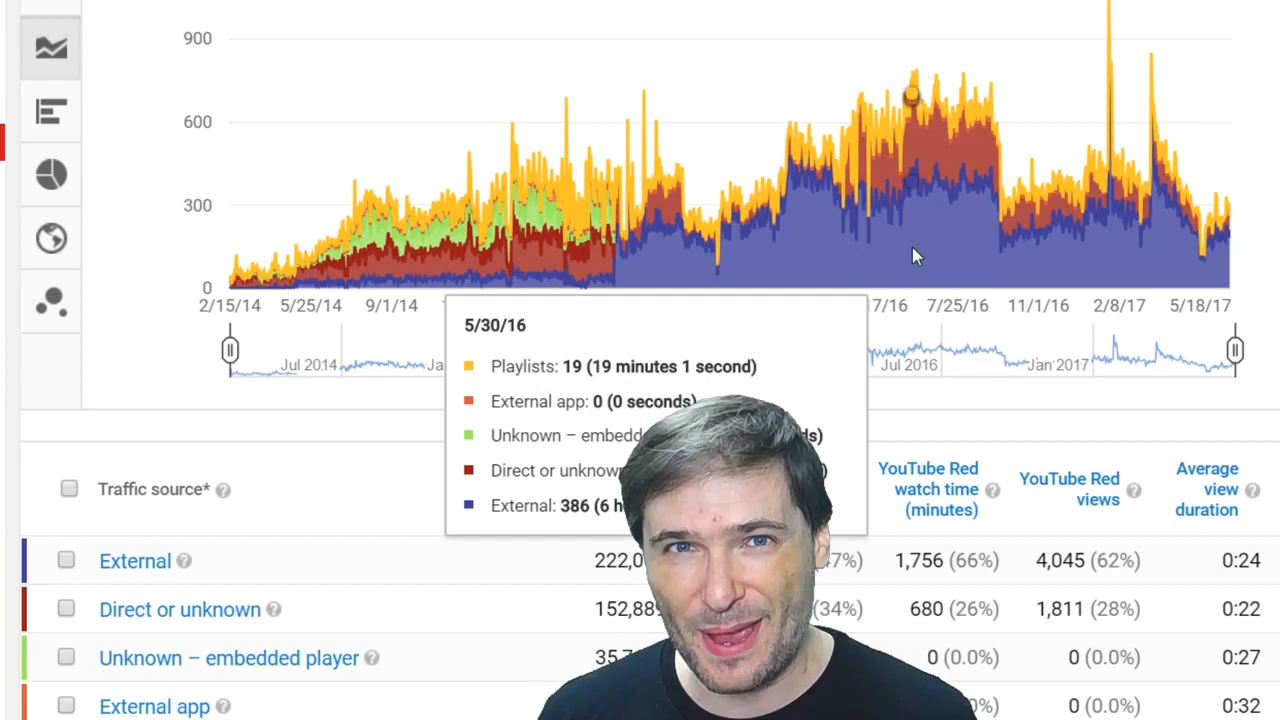 900
600
300
0
2/15/14 5/25/14 9/1/14 7/16 7/25/16 11/1/16 2/8/17 5/18/17
5/30/16
Jul 2014 Jul 2016 Jan 2017
Playlists: 19 (19 minutes 1 second)
External app: 0 (0 seconds)
Unknown –
Direct or unknown
External: 386 (6
Traffic source*
YouTube Red watch time (minutes)
YouTube Red views
Average view duration
External 1,756 (66%) 4,045 (62%) 0:24
Direct or unknown (34%) 680 (26%) 1,811 (28%) 0:22
Unknown – embedded player 0 (0.0%) 0 (0.0%) 0:27
External app 0 (0.0%) 0:32